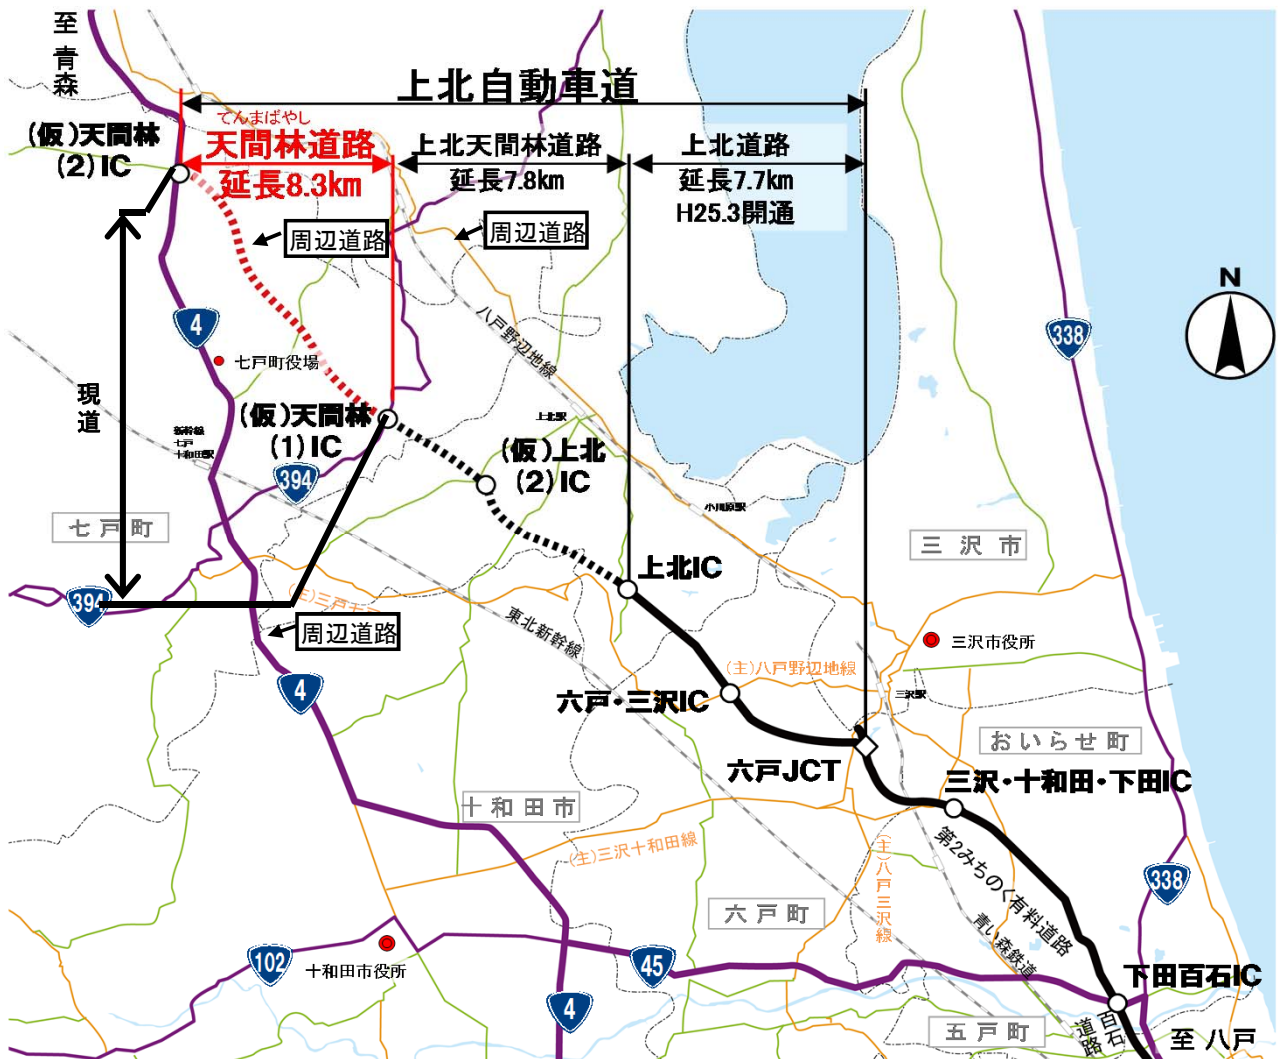 至
青
森
上北自動車道
(仮)天間林
(2)IC
てんまばやし
天間林道路
延長8.3km
上北天間林道路
延長7.8km
上北道路
延長7.7km
H25.3開通
周辺道路
周辺道路
N
4
338
八戸野辺地線
七戸町役場
現
道
(仮)天間林
(1)IC
新幹線
七戸
十和田駅
上北駅
(仮)上北
(2)IC
394
小川原駅
七戸町
三沢市
上北IC
394
(主)三戸十
周辺道路
東北新幹線
三沢市役所
(主)八戸野辺地線
4
六戸・三沢IC
三沢駅
おいらせ町
六戸JCT
三沢・十和田・下田IC
十和田市
(主)三沢十和田線
(主)八戸三沢線
第2みちのく有料道路
338
六戸町
青い森鉄道
102
十和田市役所
45
下田百石IC
4
五戸町
百石
道路
至 八戸